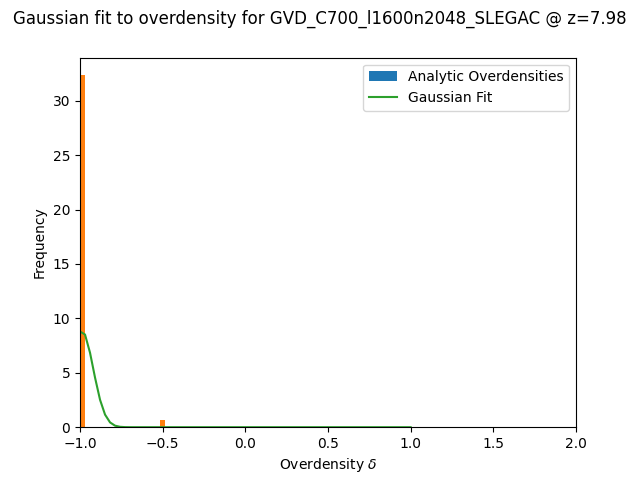 Gaussian fit to overdensity for GVD_C700_l1600n2048_SLEGAC @ z=7.98
Analytic Overdensities
Gaussian Fit
Frequency
30
25
20
15
10
5
0
−1.0 −0.5 0.0 0.5 1.0 1.5 2.0
Overdensity δ